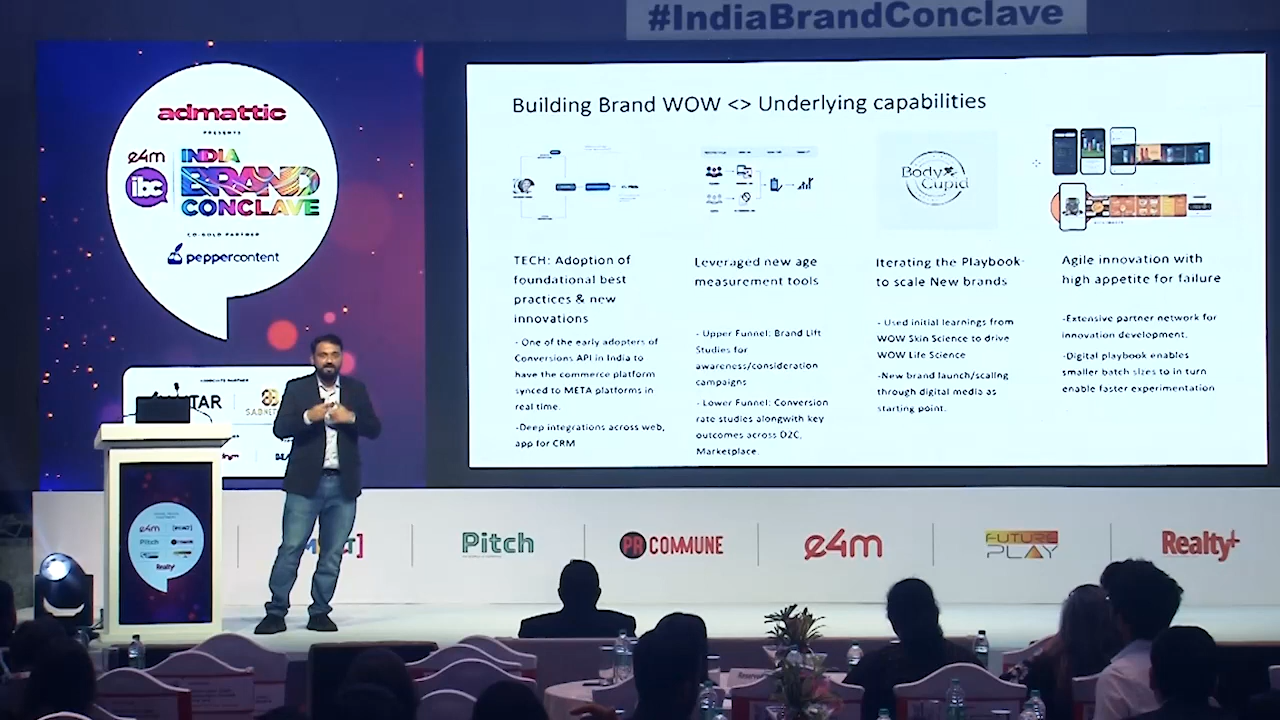 #IndiaBrandConclave
admattic
PRESENTS
e4m
ibc
INDIA
BRAND
CONCLAVE
CO-GOLD PARTNER
peppercontent
ASSOCIATE PARTNER
TAR
Building Brand WOW <> Underlying capabilities
Body Cupid
TECH: Adoption of
foundational best
practices & new
innovations
- One of the early adopters of
Conversions API in India to
have the commerce platform
synced to META platforms in
real time.
-Deep integrations across web,
app for CRM
Leveraged new age
measurement tools
- Upper Funnel: Brand Lift
Studies for
awareness/consideration
campaigns
- Lower Funnel: Conversion
rate studies alongwith key
outcomes across D2C,
Marketplace.
Iterating the Playbook
to scale New brands
- Used initial learnings from
WOW Skin Science to drive
WOW Life Science
-New brand launch/scaling
through digital media as
starting point.
Agile innovation with
high appetite for failure
-Extensive partner network for
innovation development.
-Digital playbook enables
smaller batch sizes to in turn
enable faster experimentation
Pitch
PR COMMUNE
e4m
FUTURE
PLAY
Realty+
e4m
Pitch
Realty+
Reserved